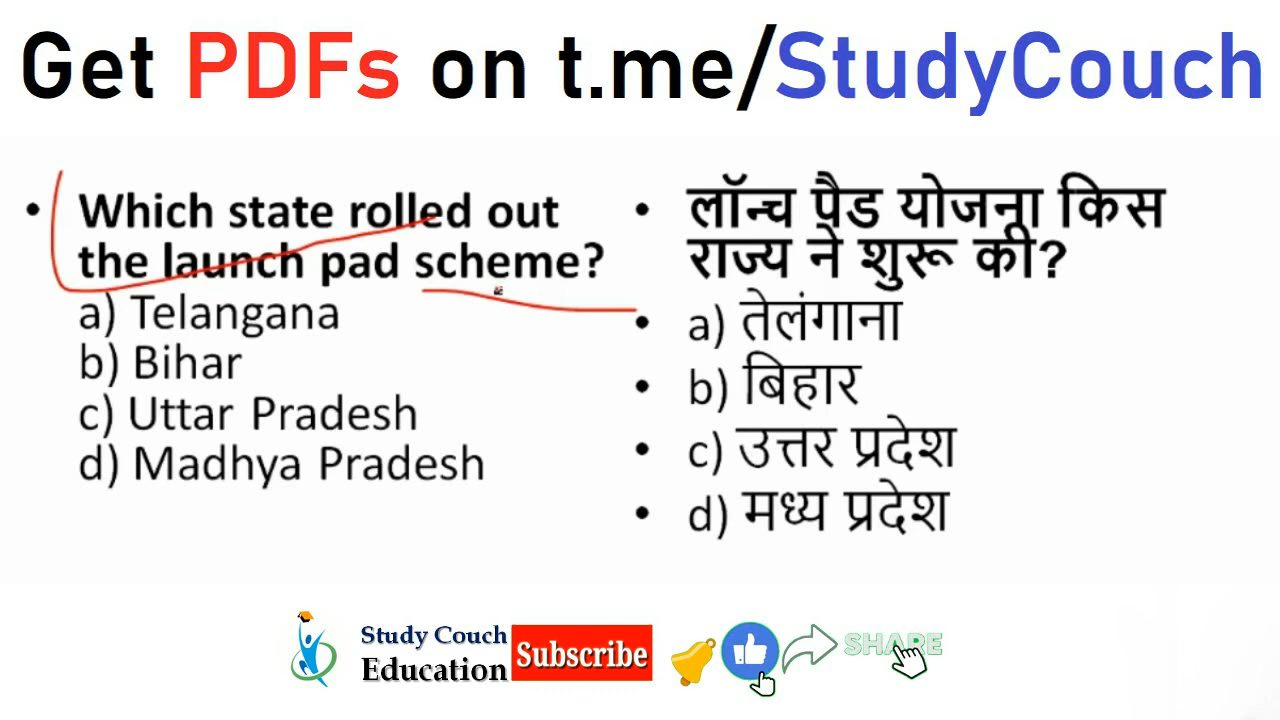 Get PDFs on t.me/StudyCouch
• Which state rolled out
the launch pad scheme?
a) Telangana
b) Bihar
c) Uttar Pradesh
d) Madhya Pradesh
• लॉन्च पैड योजना किस
राज्य ने शुरू की?
• a) तेलंगाना
• b) बिहार
• c) उत्तर प्रदेश
• d) मध्य प्रदेश
Study Couch
Education
Subscribe
SHARE